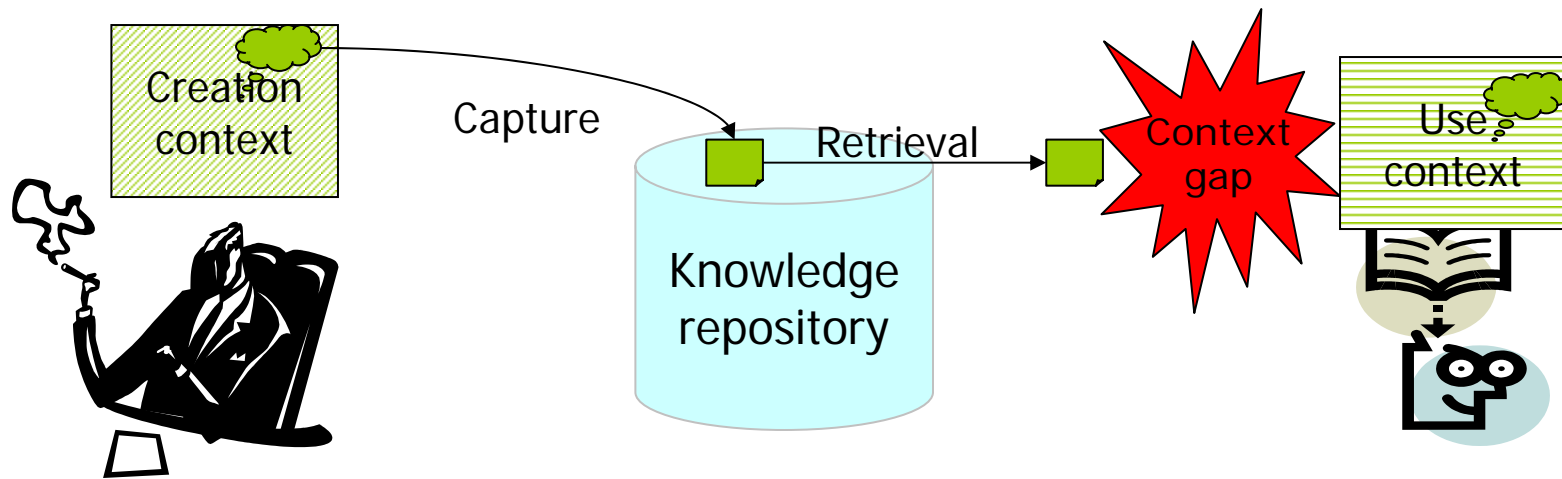 Creation
context
Capture
Knowledge
repository
Retrieval
Context
gap
Use
context